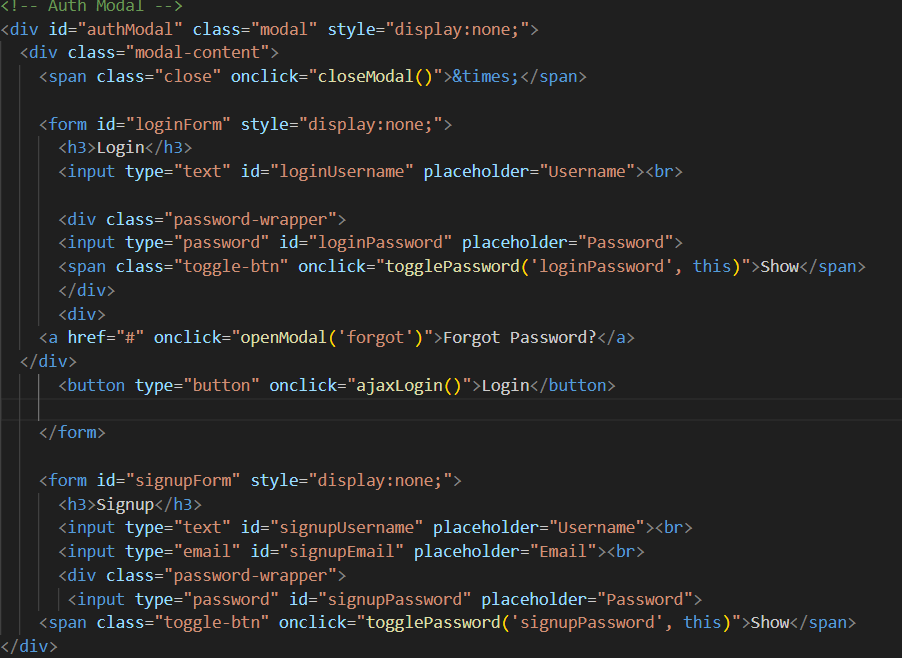 <!-- Auth Modal -->
<div id="authModal" class="modal" style="display:none;">
  <div class="modal-content">
    <span class="close" onclick="closeModal()">&times;</span>

    <form id="loginForm" style="display:none;">
      <h3>Login</h3>
      <input type="text" id="loginUsername" placeholder="Username"><br>

      <div class="password-wrapper">
      <input type="password" id="loginPassword" placeholder="Password">
      <span class="toggle-btn" onclick="togglePassword('loginPassword', this)">Show</span>
      </div>
      <div>
    <a href="#" onclick="openModal('forgot')">Forgot Password?</a>
  </div>
      <button type="button" onclick="ajaxLogin()">Login</button>

    </form>

    <form id="signupForm" style="display:none;">
      <h3>Signup</h3>
      <input type="text" id="signupUsername" placeholder="Username"><br>
      <input type="email" id="signupEmail" placeholder="Email"><br>
      <div class="password-wrapper">
       <input type="password" id="signupPassword" placeholder="Password">
    <span class="toggle-btn" onclick="togglePassword('signupPassword', this)">Show</span>
</div>